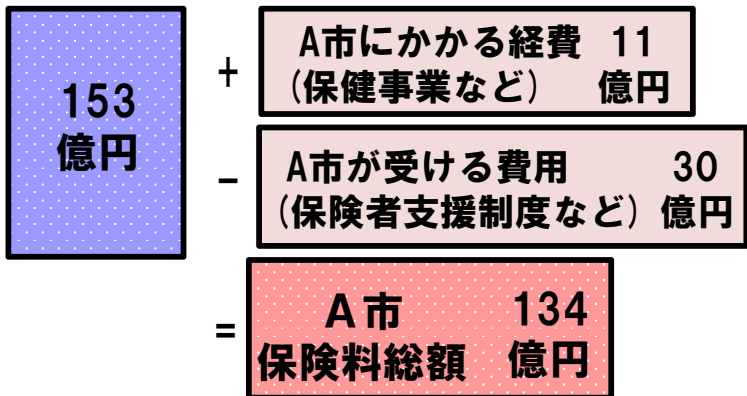 153
億円
+
A市にかかる経費 11
(保健事業など) 億円
-
A市が受ける費用 30
(保険者支援制度など) 億円
=
A市 134
保険料総額 億円